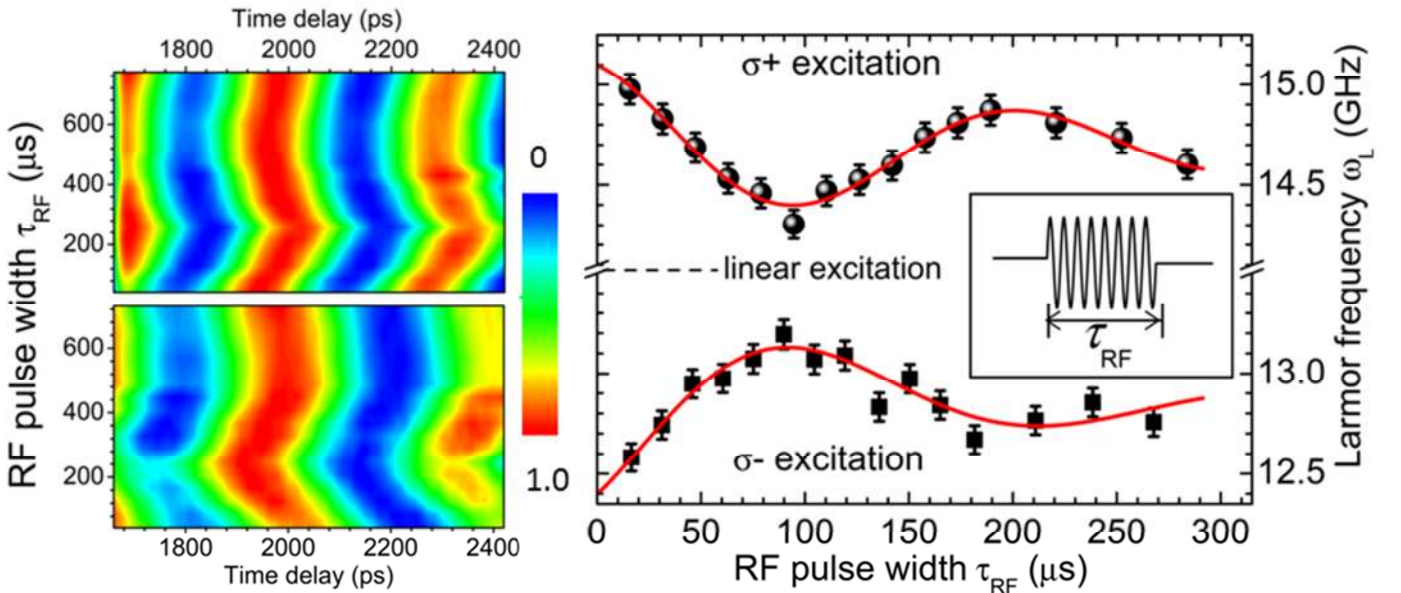 Time delay (ps)
1800 2000 2200 2400
RF pulse width τRF (μs)
600
400
200
600
400
200
1800 2000 2200 2400
Time delay (ps)
0
1.0
σ+ excitation
linear excitation
σ- excitation
τRF
15.0
14.5
13.0
12.5
Larmor frequency ωL (GHz)
0 50 100 150 200 250 300
RF pulse width τRF (μs)